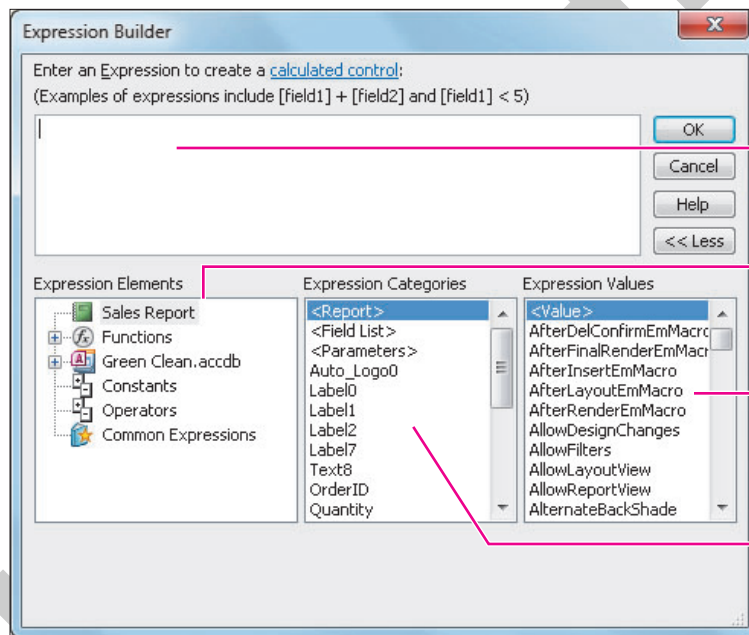 Expression Builder
Enter an Expression to create a calculated control:
(Examples of expressions include [field1] + [field2] and [field1] < 5)
OK
Cancel
Help
<< Less
Expression Elements
Sales Report
Functions
Green Clean.accdb
Constants
Operators
Common Expressions
Expression Categories
<Report>
<Field List>
<Parameters>
Auto_Logo0
Label0
Label1
Label2
Label7
Text8
OrderID
Quantity
Expression Values
<Value>
AfterDelConfirmEmMacro
AfterFinalRenderEmMacr
AfterInsertEmMacro
AfterLayoutEmMacro
AfterRenderEmMacro
AllowDesignChanges
AllowFilters
AllowLayoutView
AllowReportView
AlternateBackShade